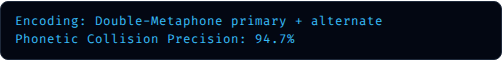 Encoding: Double-Metaphone primary + alternate
Phonetic Collision Precision: 94.7%